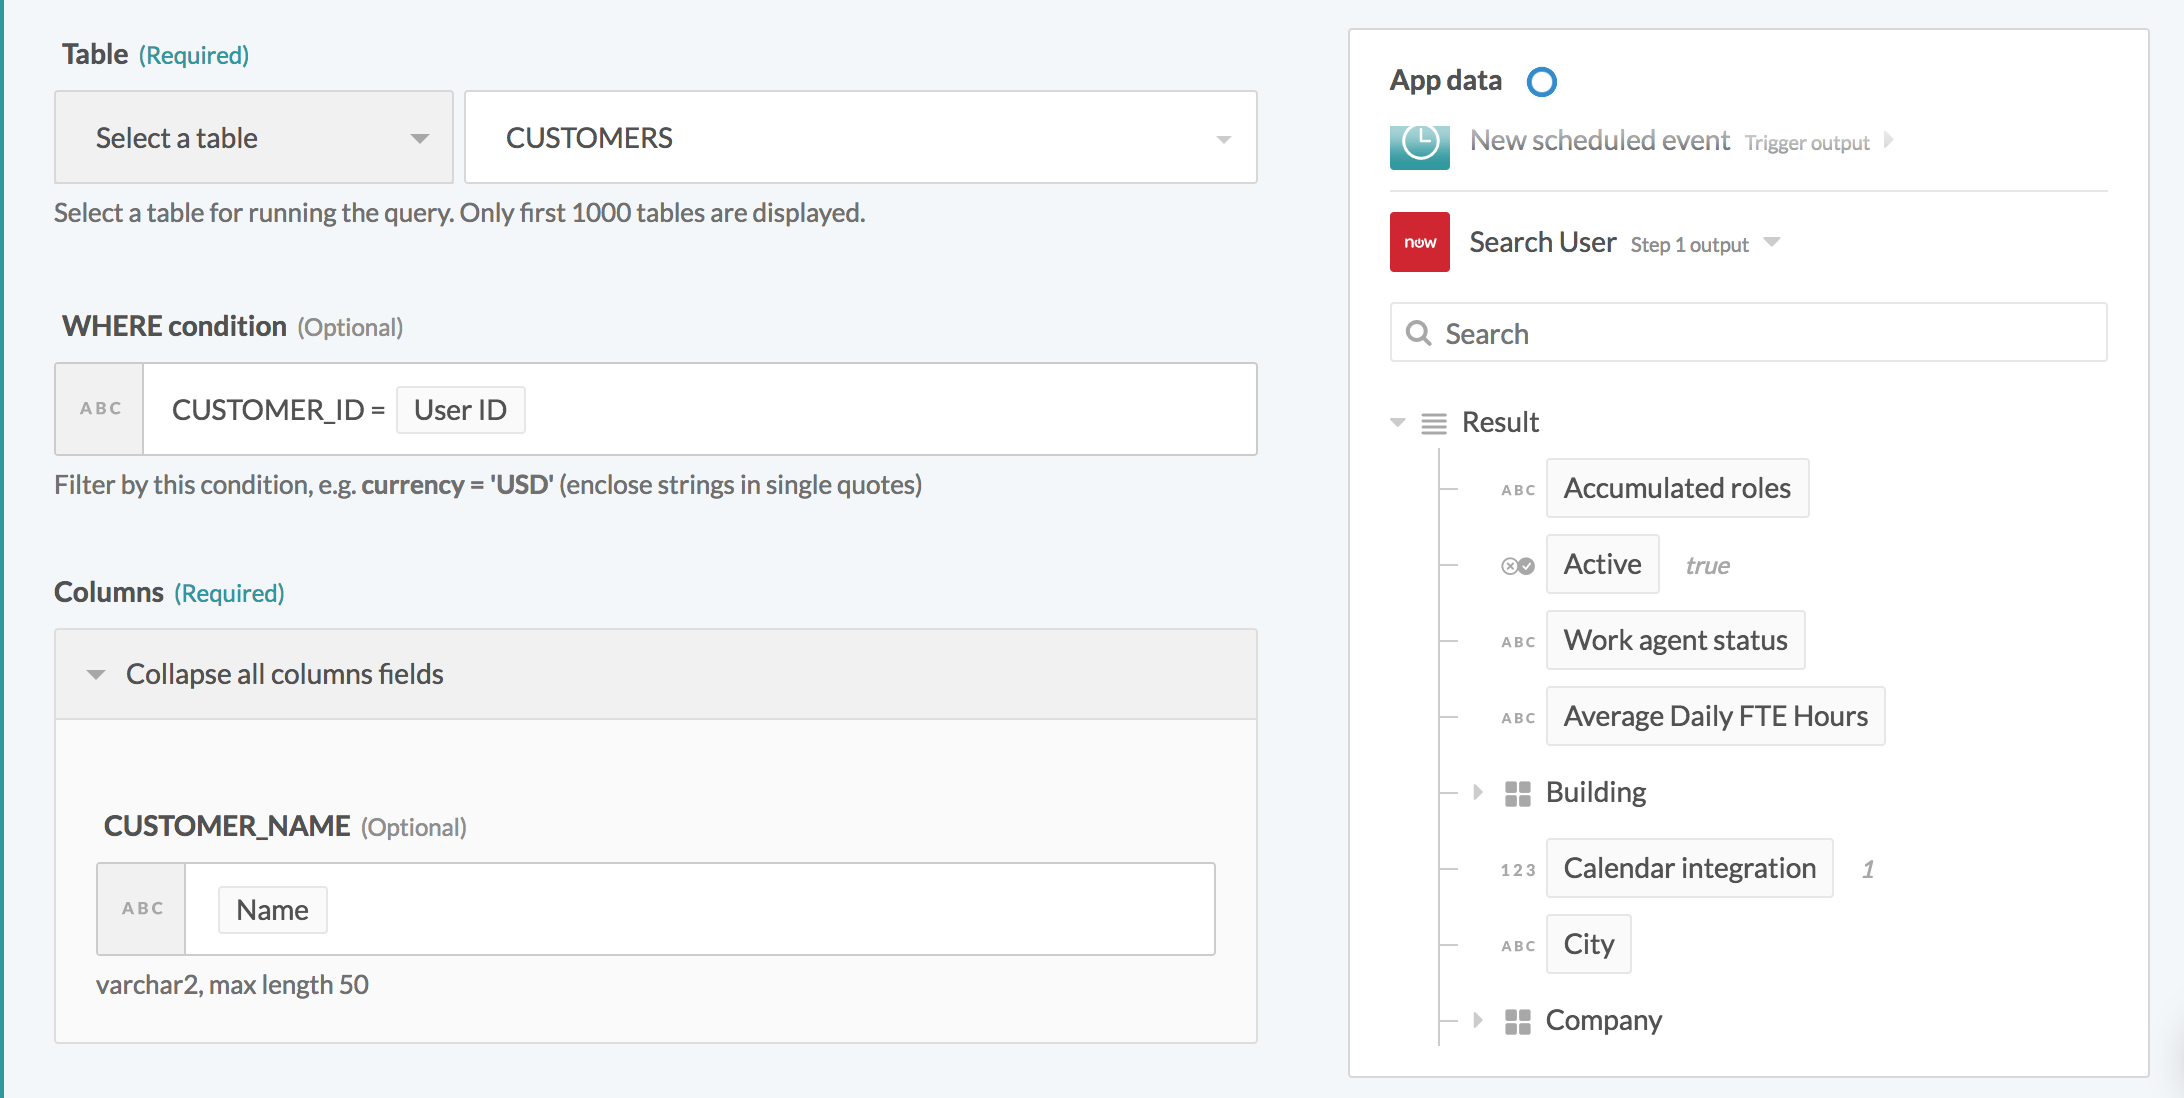 Table (Required)
Select a table
CUSTOMERS
Select a table for running the query. Only first 1000 tables are displayed.
WHERE condition (Optional)
ABC
CUSTOMER_ID = User ID
Filter by this condition, e.g. currency = 'USD' (enclose strings in single quotes)
Columns (Required)
Collapse all columns fields
CUSTOMER_NAME (Optional)
ABC
Name
varchar2, max length 50
App data
New scheduled event Trigger output
now
Search User Step 1 output
Search
Result
ABC Accumulated roles
Active true
ABC Work agent status
ABC Average Daily FTE Hours
Building
123 Calendar integration 1
ABC City
Company